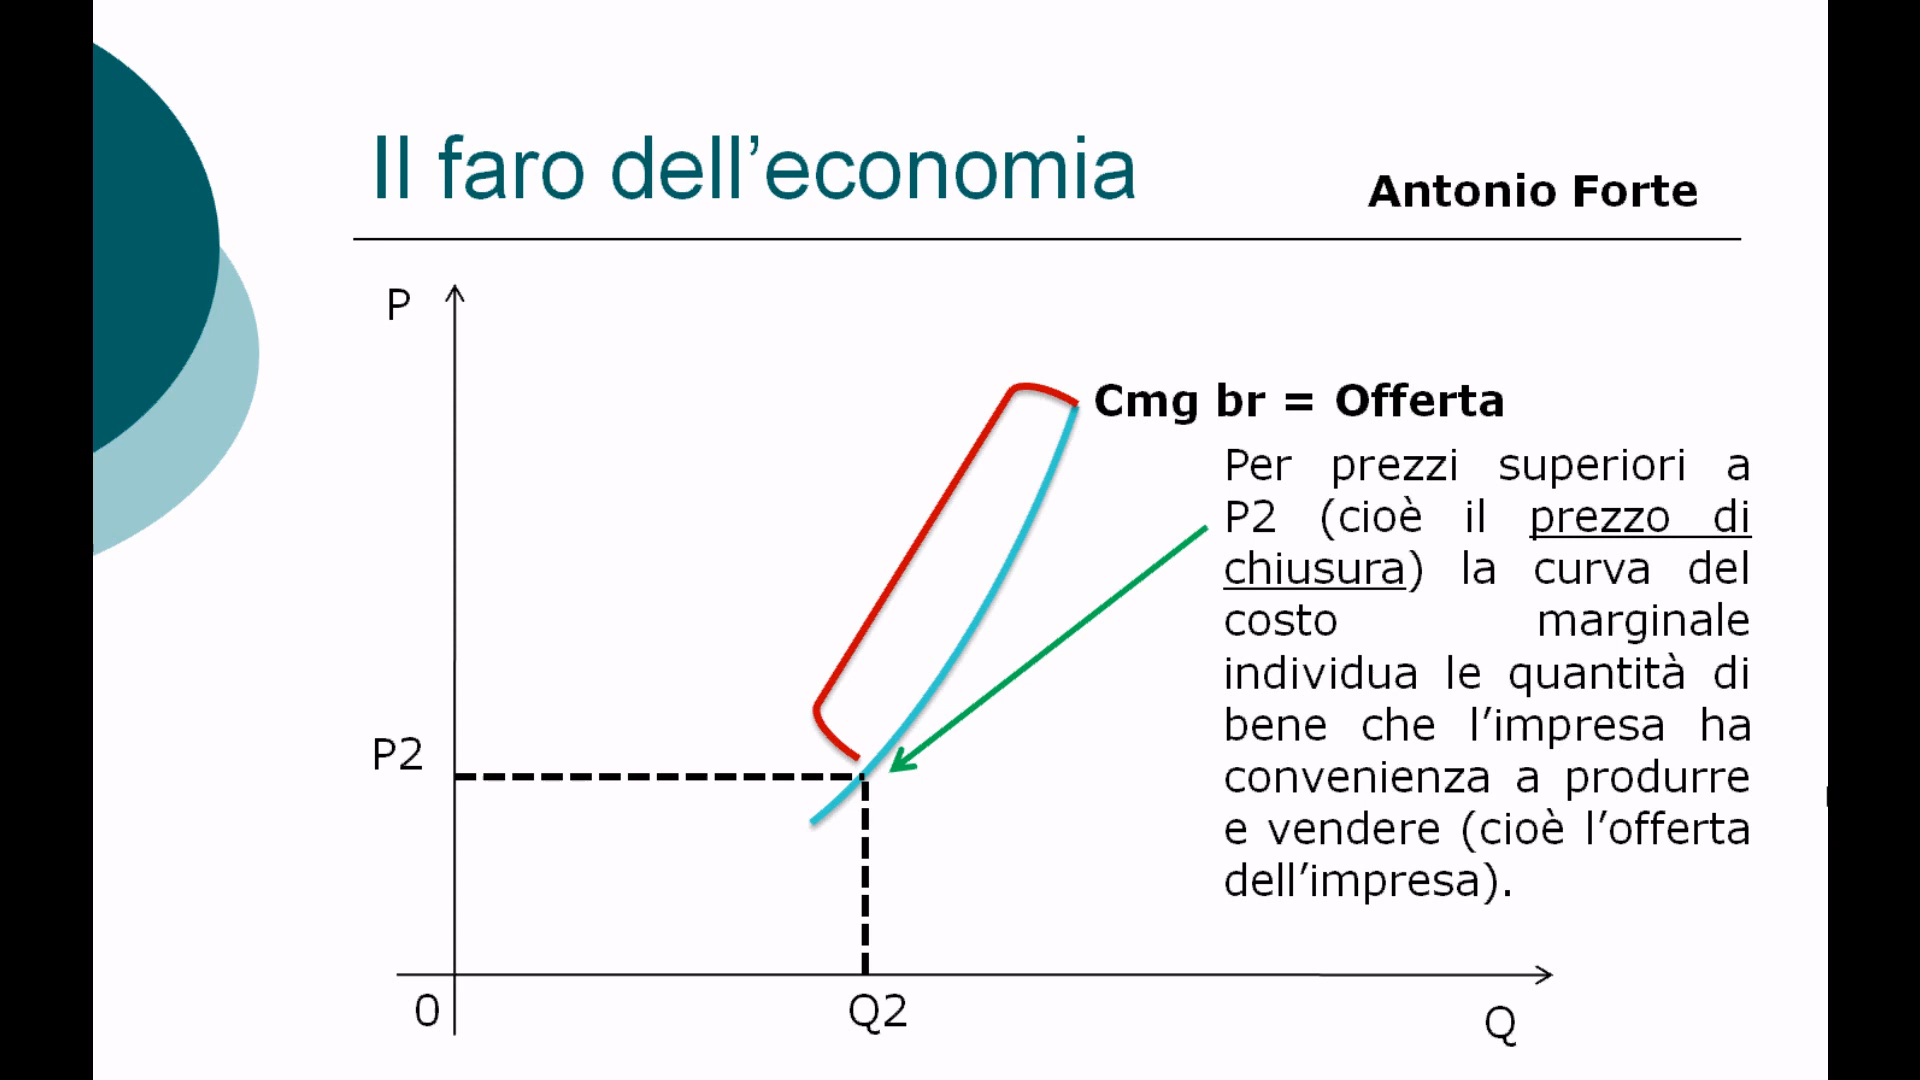 Il faro dell’economia
Antonio Forte
P
Cmg br = Offerta
Per prezzi superiori a
P2 (cioè il prezzo di
chiusura) la curva del
costo marginale
individua le quantità di
bene che l’impresa ha
convenienza a produrre
e vendere (cioè l’offerta
dell’impresa).
P2
0
Q2
Q